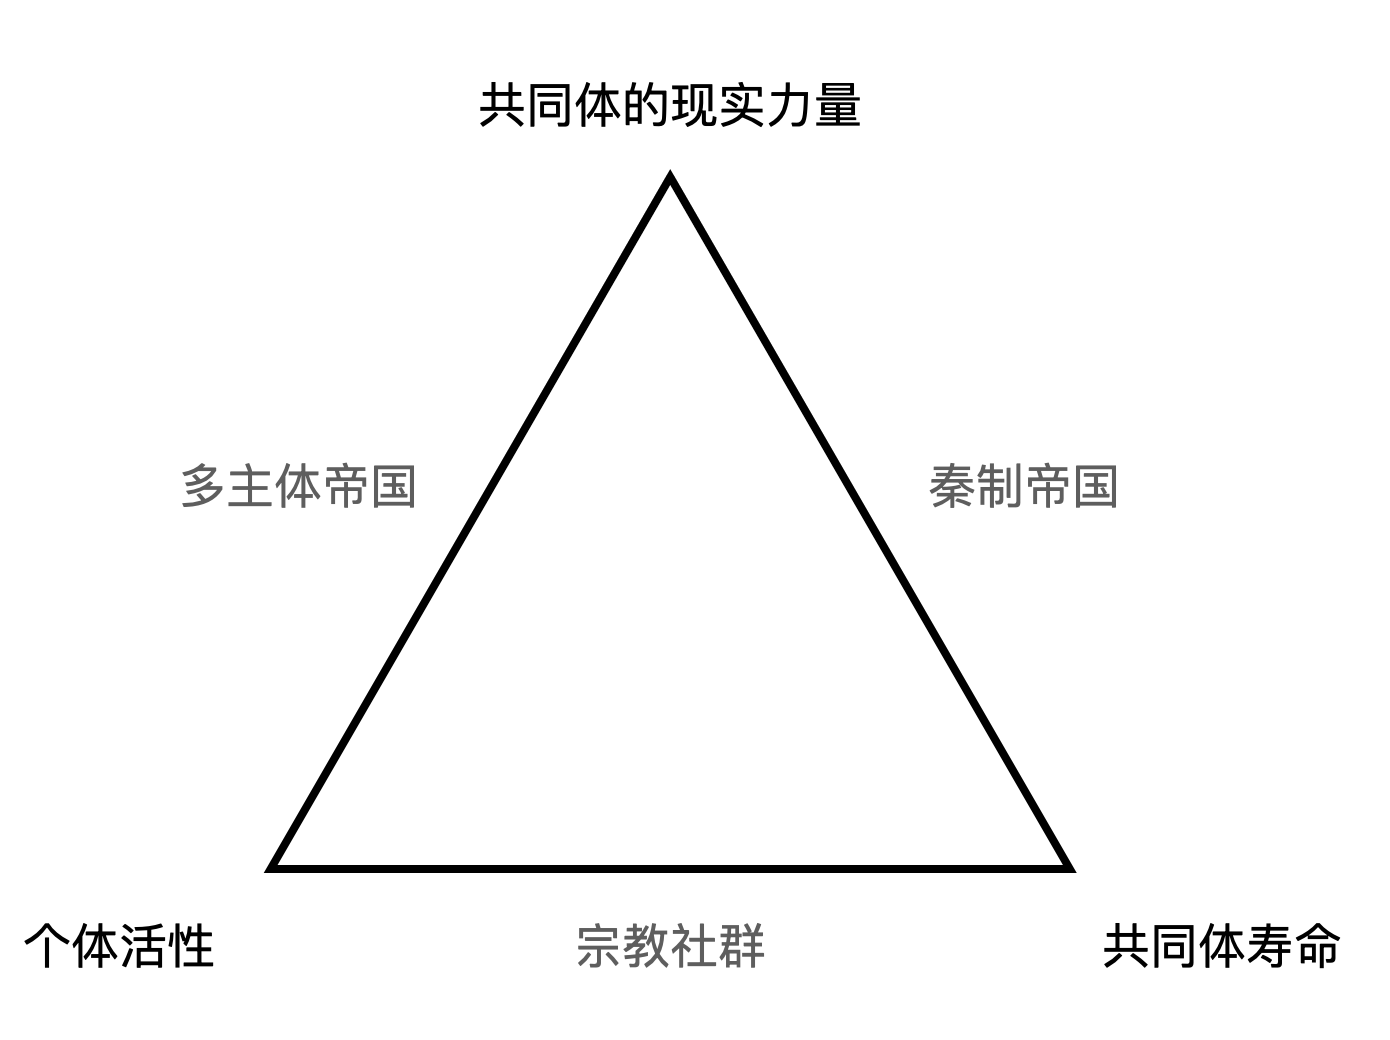 共同体的现实力量
多主体帝国
秦制帝国
个体活性
宗教社群
共同体寿命